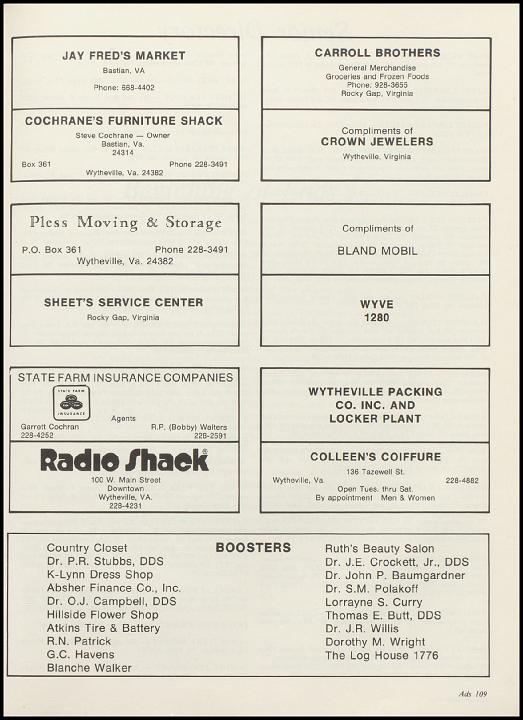 JAY FRED'S MARKET
Bastian, VA
Phone: 668-4402
COCHRANE'S FURNITURE SHACK
Steve Cochrane — Owner
Bastian, Va.
24314
Box 361 Phone 228-3491
Wytheville, Va. 24382
CARROLL BROTHERS
General Merchandise
Groceries and Frozen Foods
Phone: 928-3655
Rocky Gap, Virginia
Compliments of
CROWN JEWELERS
Wytheville, Virginia
Pless Moving & Storage
P.O. Box 361 Phone 228-3491
Wytheville, Va. 24382
SHEET'S SERVICE CENTER
Rocky Gap, Virginia
Compliments of
BLAND MOBIL
WYVE
1280
STATE FARM INSURANCE COMPANIES
STATE FARM
INSURANCE
Agents
Garrett Cochran R.P. (Bobby) Walters
228-4252 228-2591
Radio Shack®
100 W. Main Street
Downtown
Wytheville, VA.
228-4231
WYTHEVILLE PACKING
CO. INC. AND
LOCKER PLANT
COLLEEN'S COIFFURE
136 Tazewell St.
Wytheville, Va. 228-4882
Open Tues. thru Sat.
By appointment Men & Women
BOOSTERS
Country Closet
Dr. P.R. Stubbs, DDS
K-Lynn Dress Shop
Absher Finance Co., Inc.
Dr. O.J. Campbell, DDS
Hillside Flower Shop
Atkins Tire & Battery
R.N. Patrick
G.C. Havens
Blanche Walker
Ruth's Beauty Salon
Dr. J.E. Crockett, Jr., DDS
Dr. John P. Baumgardner
Dr. S.M. Polakoff
Lorrayne S. Curry
Thomas E. Butt, DDS
Dr. J.R. Willis
Dorothy M. Wright
The Log House 1776
Ads 109